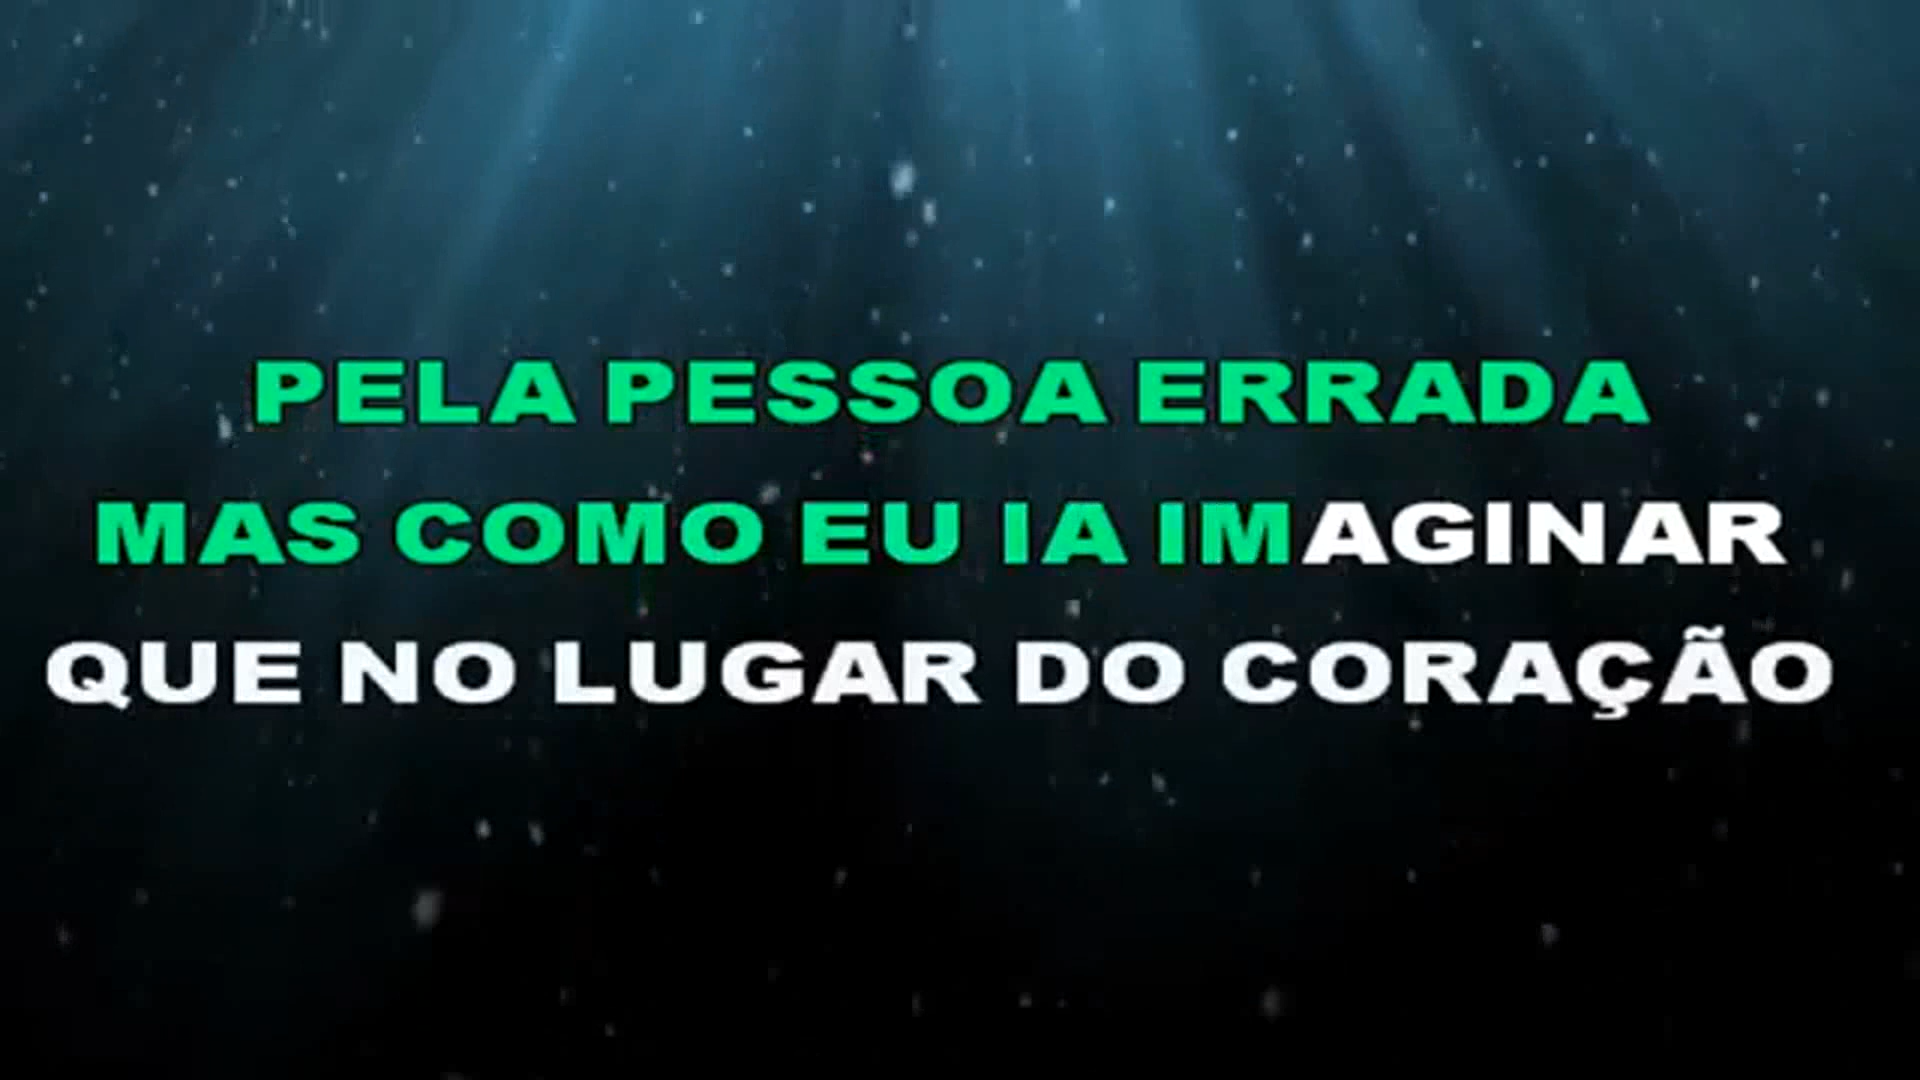 PELA PESSOA ERRADA
MAS COMO EU IA IMAGINAR
QUE NO LUGAR DO CORAÇÃO